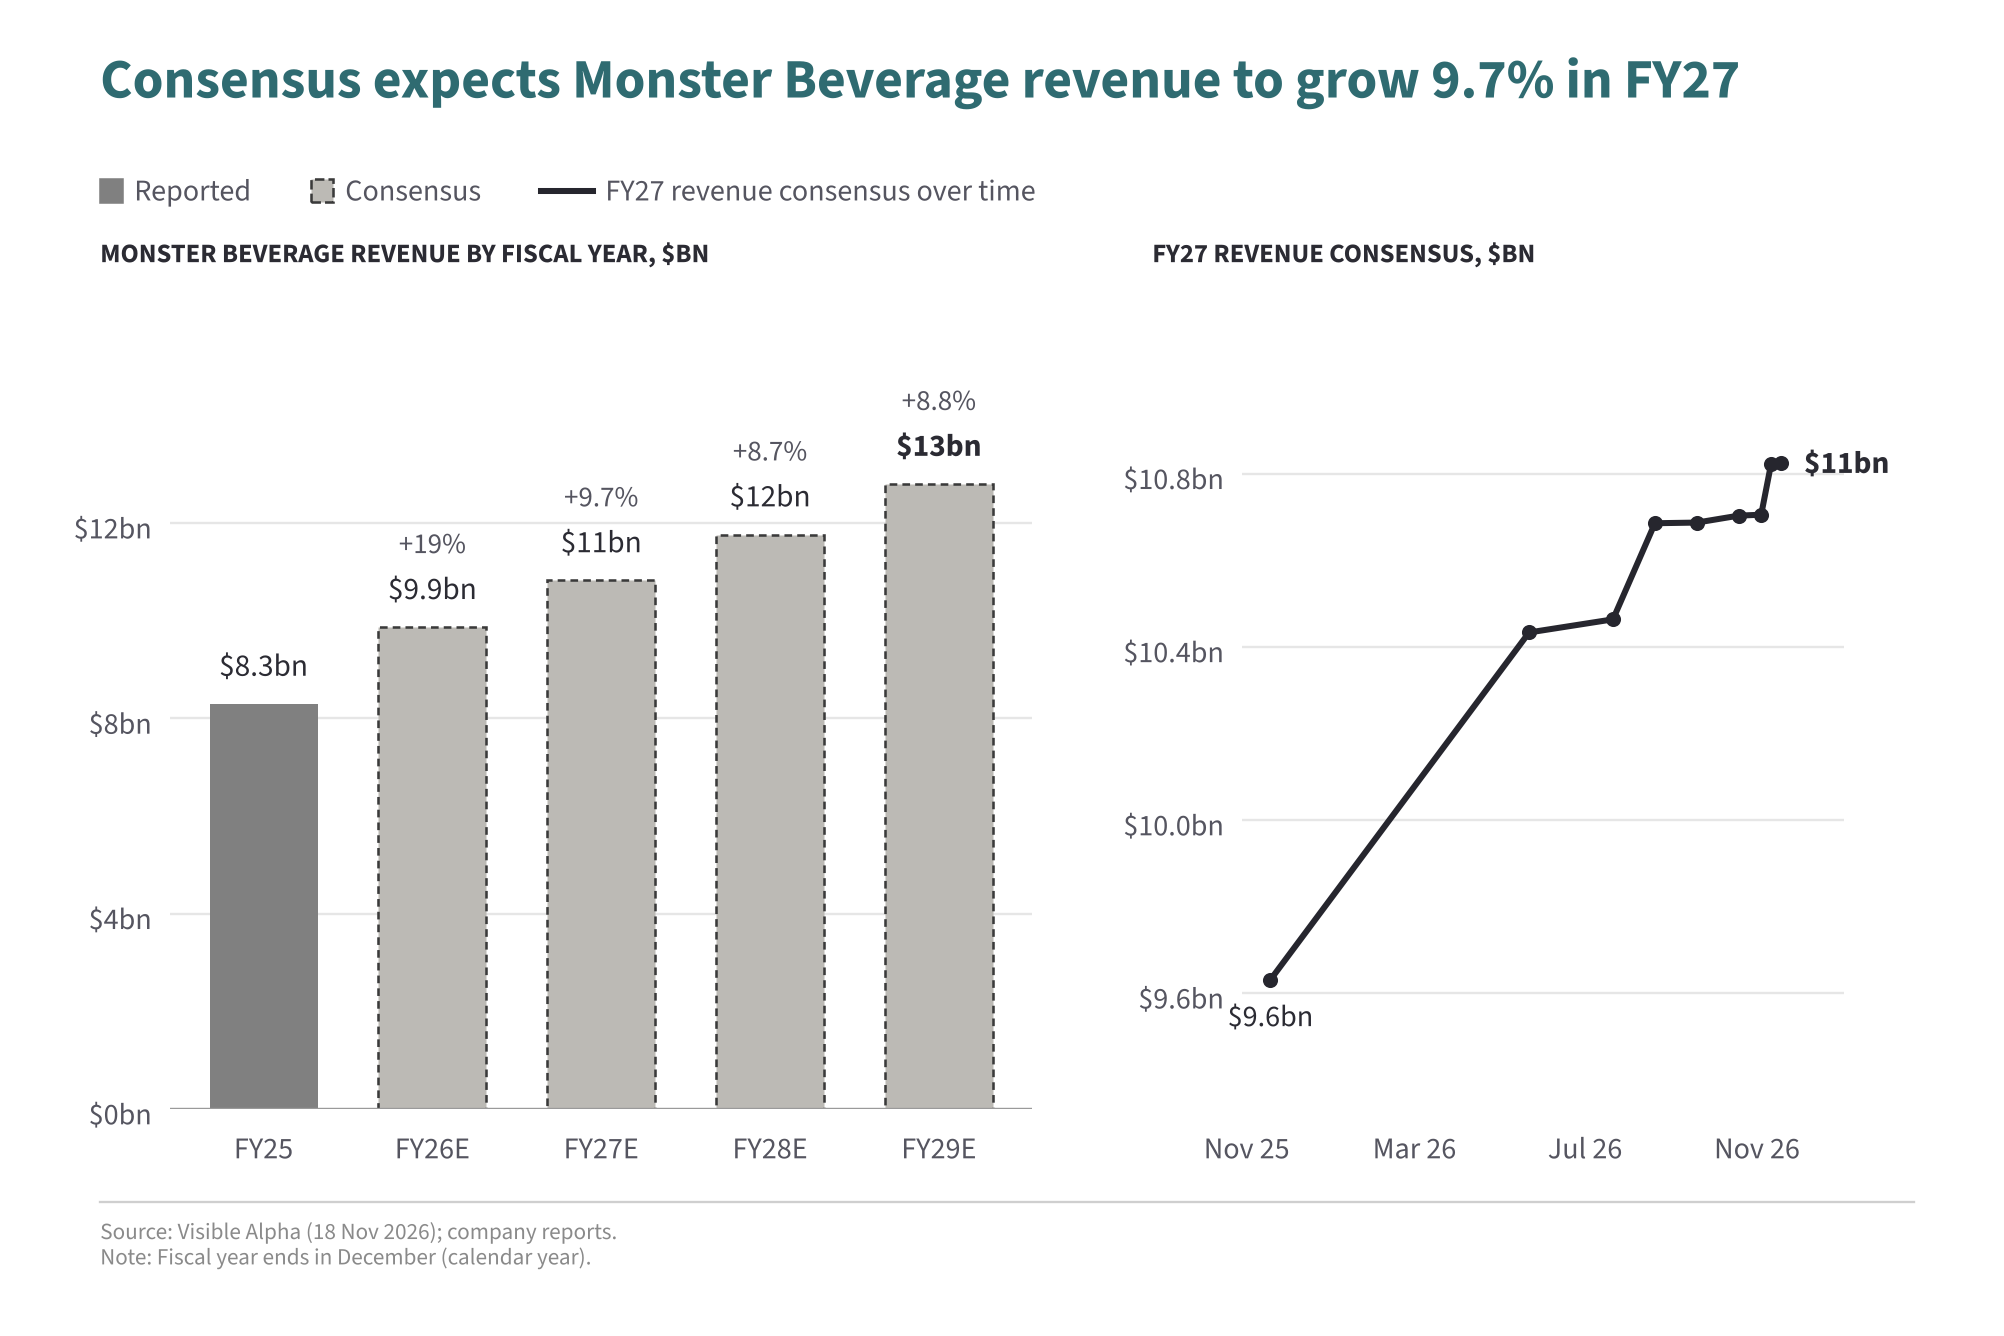 Consensus expects Monster Beverage revenue to grow 9.7% in FY27
Reported
Consensus
FY27 revenue consensus over time
MONSTER BEVERAGE REVENUE BY FISCAL YEAR, $BN
$12bn
$8bn
$4bn
$0bn
$8.3bn
+19%
$9.9bn
+9.7%
$11bn
+8.7%
$12bn
+8.8%
$13bn
FY25
FY26E
FY27E
FY28E
FY29E
FY27 REVENUE CONSENSUS, $BN
$10.8bn
$10.4bn
$10.0bn
$9.6bn
$9.6bn
$11bn
Nov 25
Mar 26
Jul 26
Nov 26
Source: Visible Alpha (18 Nov 2026); company reports.
Note: Fiscal year ends in December (calendar year).